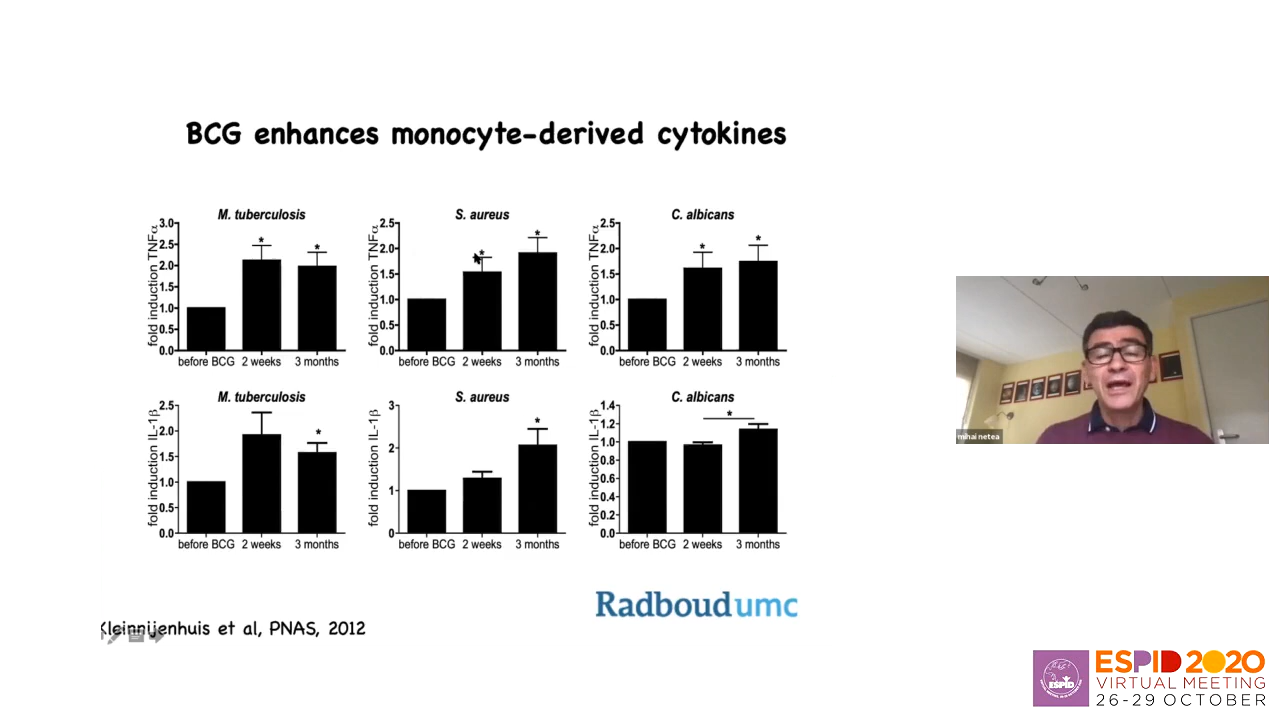 BCG enhances monocyte-derived cytokines
M. tuberculosis
fold induction TNFα
3.0
2.5
2.0
1.5
1.0
0.5
0.0
before BCG 2 weeks 3 months
*
*
S. aureus
fold induction TNFα
2.5
2.0
1.5
1.0
0.5
0.0
before BCG 2 weeks 3 months
*
*
C. albicans
fold induction TNFα
2.5
2.0
1.5
1.0
0.5
0.0
before BCG 2 weeks 3 months
*
*
M. tuberculosis
fold induction IL-1β
2.5
2.0
1.5
1.0
0.5
0.0
before BCG 2 weeks 3 months
*
S. aureus
fold induction IL-1β
3
2
1
0
before BCG 2 weeks 3 months
*
C. albicans
fold induction IL-1β
1.4
1.2
1.0
0.8
0.6
0.4
0.2
0.0
before BCG 2 weeks 3 months
*
mihai netea
Radboudumc
Kleinnijenhuis et al, PNAS, 2012
ESPID
ESPID 2020
VIRTUAL MEETING
26-29 OCTOBER